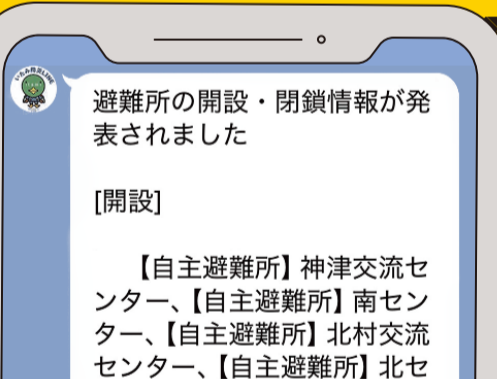 避難所の開設・閉鎖情報が発
表されました
[開設]
【自主避難所】神津交流セ
ンター、【自主避難所】南セン
ター、【自主避難所】北村交流
センター、【自主避難所】北セ